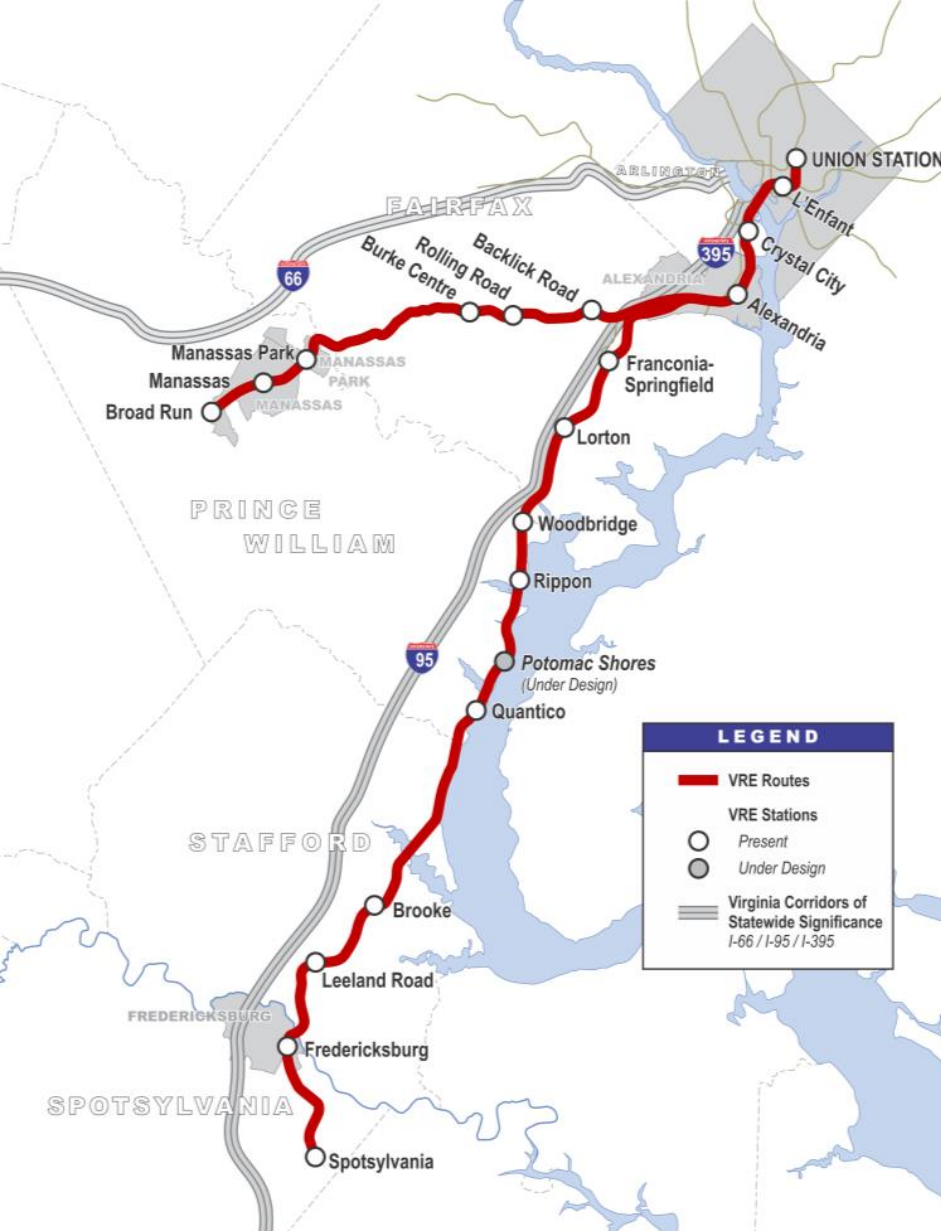 UNION STATION
ARLINGTON
L'Enfant
FAIRFAX
Crystal City
395
66
Backlick Road
Rolling Road
Burke Centre
ALEXANDRIA
Alexandria
Manassas Park
MANASSAS
PARK
Manassas
MANASSAS
Broad Run
Franconia-
Springfield
Lorton
PRINCE
WILLIAM
Woodbridge
Rippon
95
Potomac Shores
(Under Design)
Quantico
STAFFORD
Brooke
Leeland Road
FREDERICKSBURG
Fredericksburg
SPOTSYLVANIA
Spotsylvania
LEGEND
VRE Routes
VRE Stations
Present
Under Design
Virginia Corridors of
Statewide Significance
I-66 / I-95 / I-395